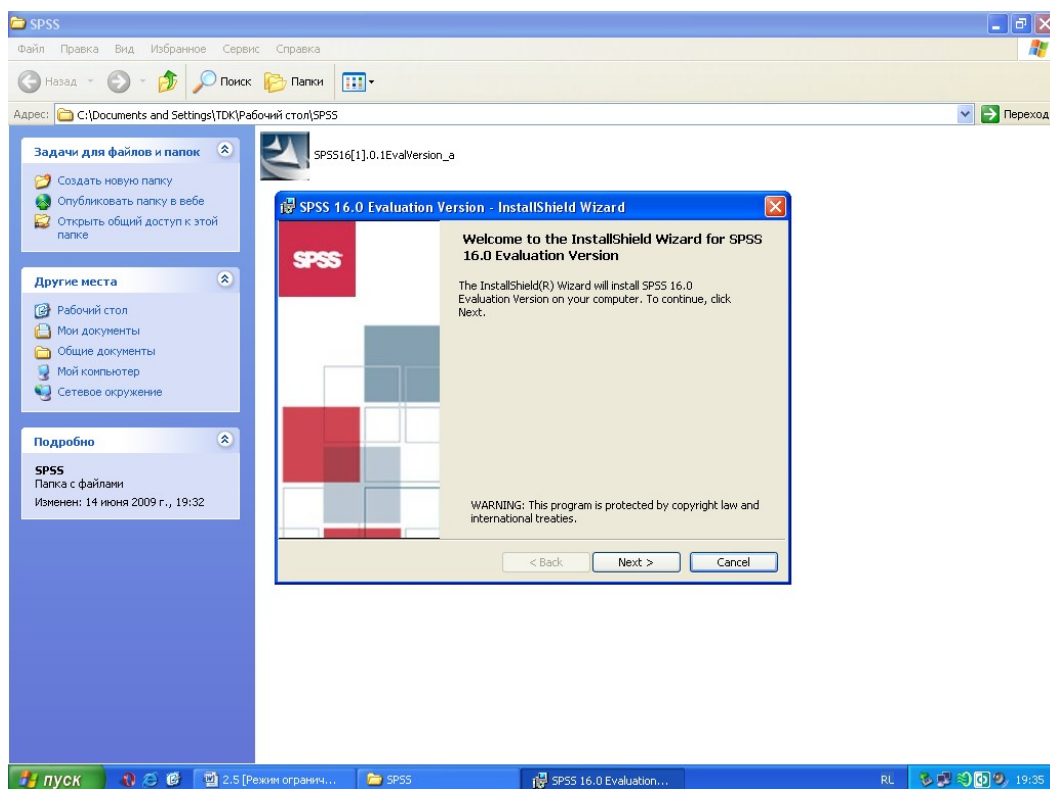 SPSS
Файл Правка Вид Избранное Сервис Справка
Назад Поиск Папки
Адрес: C:\Documents and Settings\TDK\Рабочий стол\SPSS Переход
Задачи для файлов и папок
Создать новую папку
Опубликовать папку в вебе
Открыть общий доступ к этой
папке
Другие места
Рабочий стол
Мои документы
Общие документы
Мой компьютер
Сетевое окружение
Подробно
SPSS
Папка с файлами
Изменен: 14 июня 2009 г., 19:32
SPSS16[1].0.1EvalVersion_a
SPSS 16.0 Evaluation Version - InstallShield Wizard
SPSS
Welcome to the InstallShield Wizard for SPSS
16.0 Evaluation Version
The InstallShield(R) Wizard will install SPSS 16.0
Evaluation Version on your computer. To continue, click
Next.
WARNING: This program is protected by copyright law and
international treaties.
< Back Next > Cancel
пуск 2.5 [Режим огранич... SPSS SPSS 16.0 Evaluation... RL 19:35